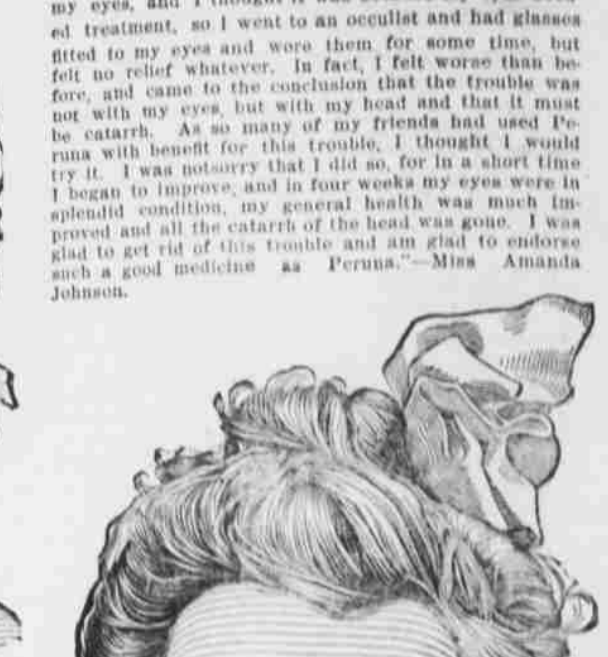 my eyes, and I thought it was
ed treatment, so I went to an occulist and had glasses
fitted to my eyes and wore them for some time, but
felt no relief whatever. In fact, I felt worse than be-
fore, and came to the conclusion that the trouble was
not with my eyes, but with my head and that it must
be catarrh. As so many of my friends had used Pe-
runa with benefit for this trouble, I thought I would
try it. I was notsorry that I did so, for in a short time
I began to improve, and in four weeks my eyes were in
splendid condition, my general health was much im-
proved and all the catarrh of the head was gone. I was
glad to get rid of this trouble and am glad to endorse
such a good medicine as Peruna."—Miss Amanda
Johnson.